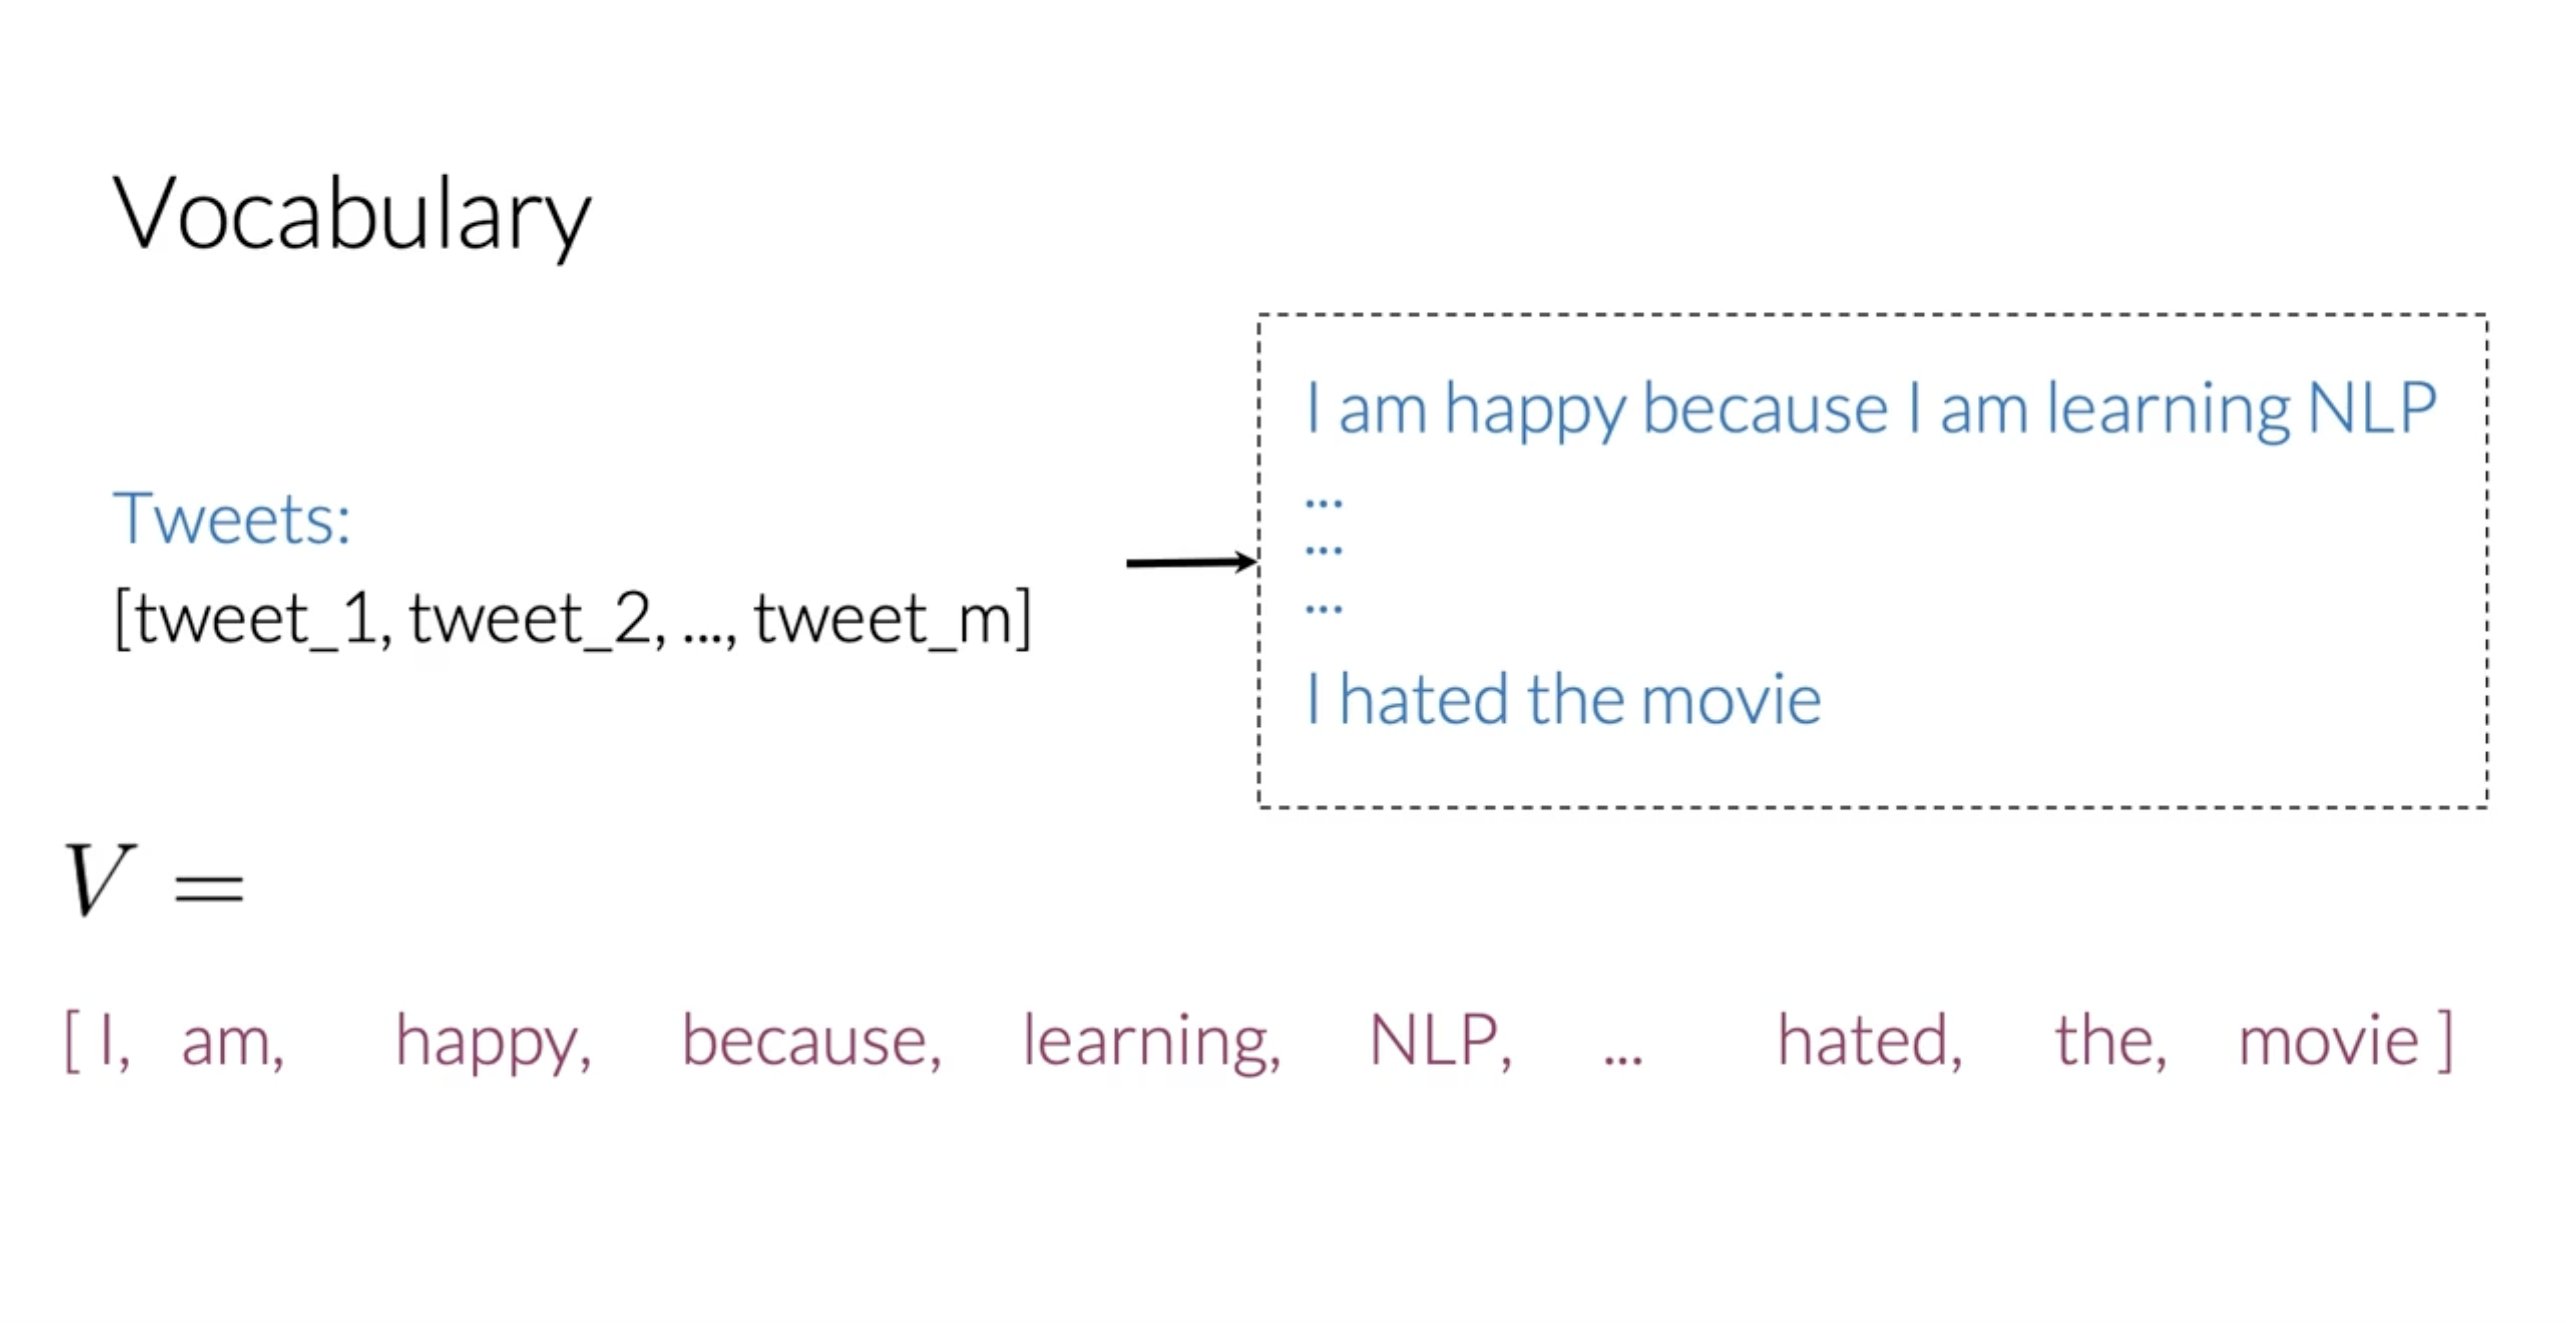 Vocabulary
Tweets:
[tweet_1, tweet_2, ..., tweet_m]
I am happy because I am learning NLP
...
...
...
I hated the movie
V =
[ I, am, happy, because, learning, NLP, ... hated, the, movie ]